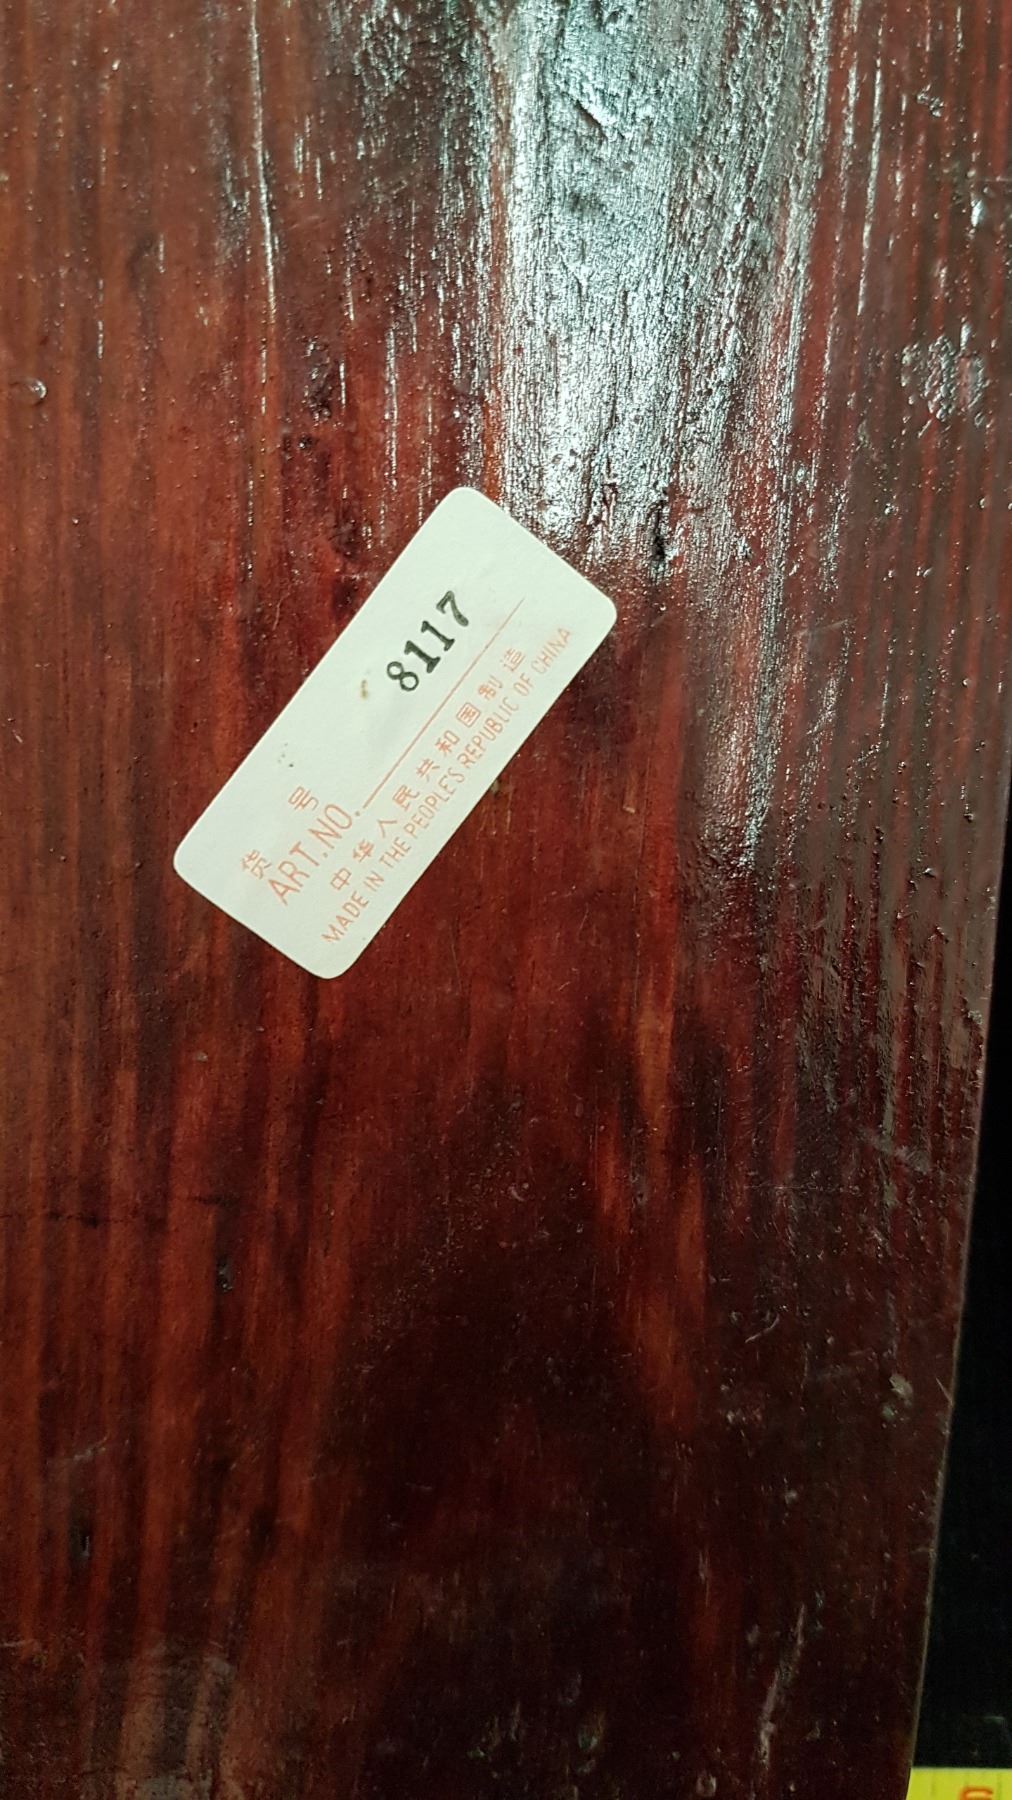 货号
ART.NO. 8117
中华人民共和国制造
MADE IN THE PEOPLE'S REPUBLIC OF CHINA